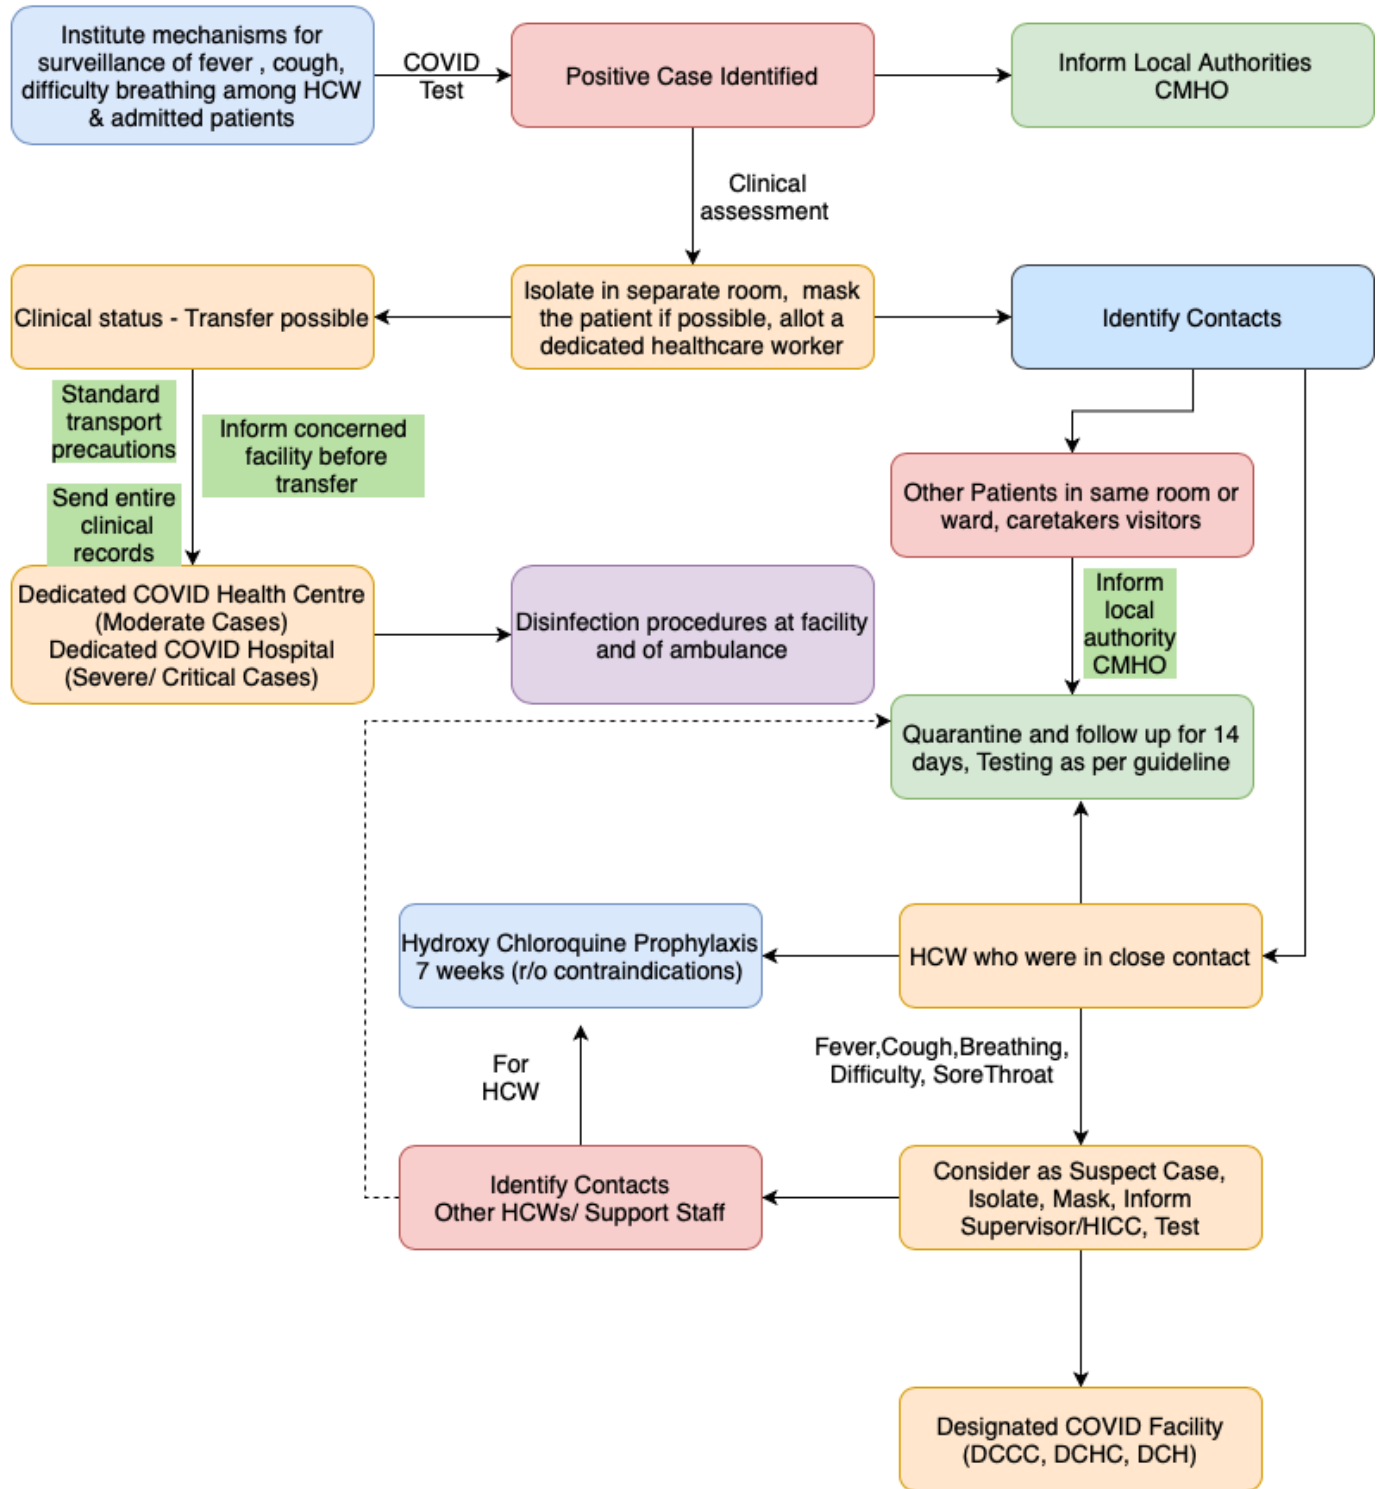 Institute mechanisms for
surveillance of fever , cough,
difficulty breathing among HCW
& admitted patients
COVID
Test
Positive Case Identified
Inform Local Authorities
CMHO
Clinical
assessment
Clinical status - Transfer possible
Isolate in separate room, mask
the patient if possible, allot a
dedicated healthcare worker
Identify Contacts
Standard
transport
precautions
Inform concerned
facility before
transfer
Send entire
clinical
records
Other Patients in same room or
ward, caretakers visitors
Inform
local
authority
CMHO
Dedicated COVID Health Centre
(Moderate Cases)
Dedicated COVID Hospital
(Severe/ Critical Cases)
Disinfection procedures at facility
and of ambulance
Quarantine and follow up for 14
days, Testing as per guideline
Hydroxy Chloroquine Prophylaxis
7 weeks (r/o contraindications)
HCW who were in close contact
For
HCW
Fever,Cough,Breathing,
Difficulty, SoreThroat
Identify Contacts
Other HCWs/ Support Staff
Consider as Suspect Case,
Isolate, Mask, Inform
Supervisor/HICC, Test
Designated COVID Facility
(DCCC, DCHC, DCH)